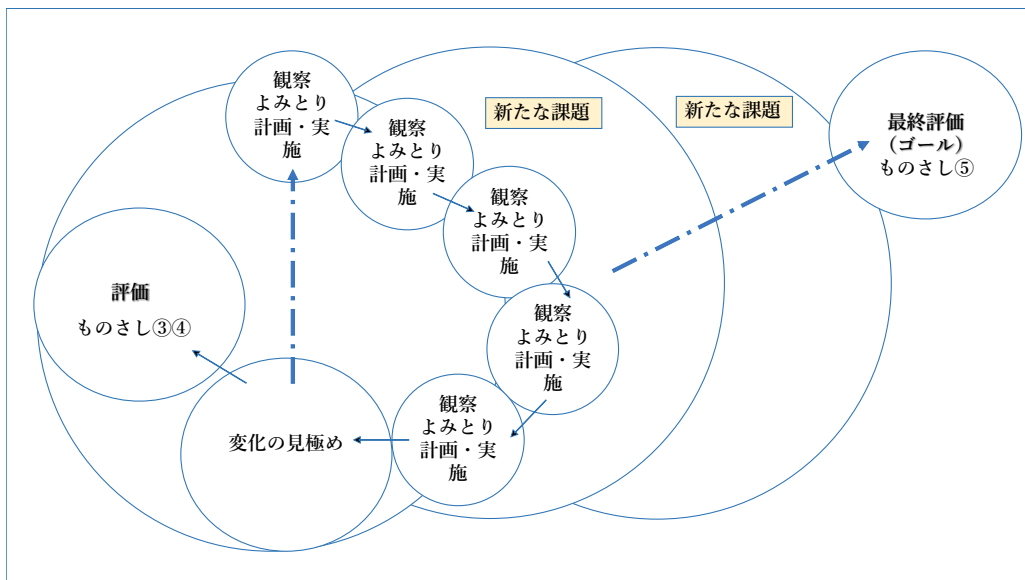 観察
よみとり
計画・実
施
観察
よみとり
計画・実
施
観察
よみとり
計画・実
施
観察
よみとり
計画・実
施
観察
よみとり
計画・実
施
変化の見極め
評価
ものさし③④
新たな課題
新たな課題
最終評価
（ゴール）
ものさし⑤